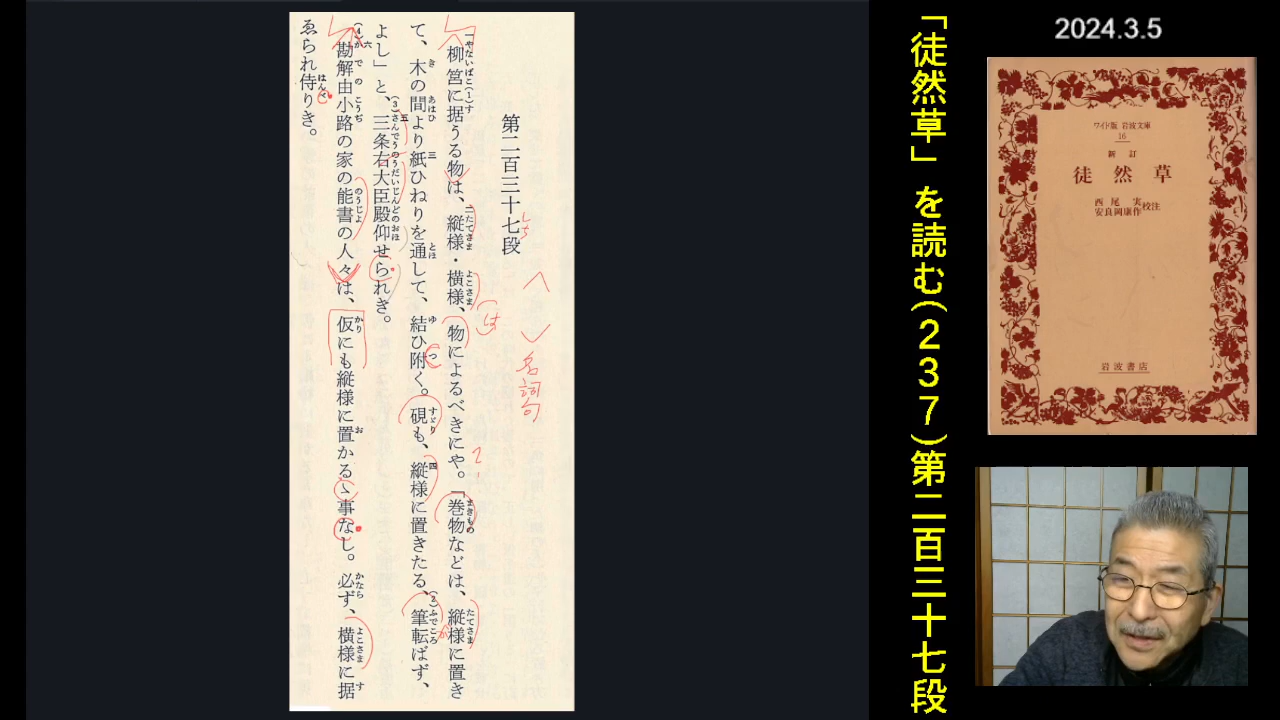 2024.3.5
「徒然草」を読む(237)第二百三十七段
ワイド版 岩波文庫
16
新訂
徒然草
西尾実
安良岡康作
校注
岩波書店
第二百三十七段
柳筥に据うる物は、縦様・横様、物によるべきにや。「巻物などは、縦様に置き
て、木の間より紙ひねりを通して、結ひ附く。硯も、縦様に置きたる、筆転ばず、
よし」と、三条右大臣殿仰せられき。
勘解由小路の家の能書の人々は、仮にも縦様に置かるゝ事なし。必ず、横様に据
ゑられ侍りき。
名詞句